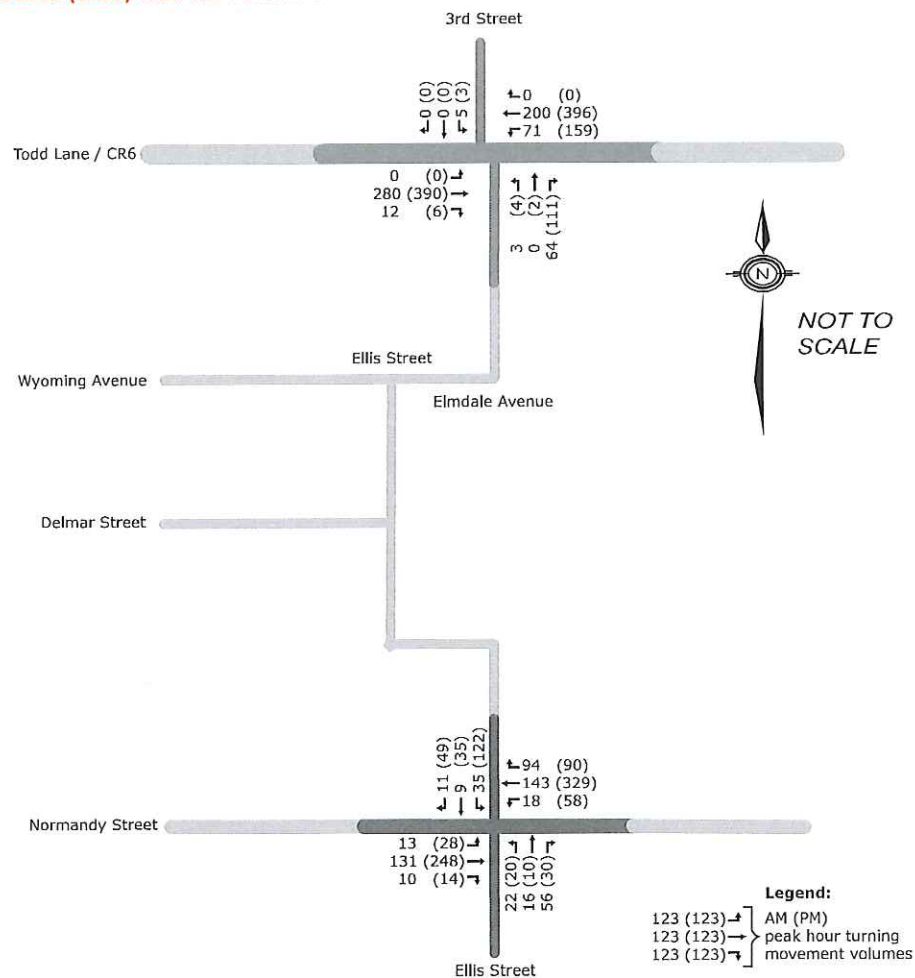 3rd Street
0 (0)
0 (0)
5 (3)
0 (0)
200 (396)
71 (159)
Todd Lane / CR6
0 (0)
280 (390)
12 (6)
3 (4)
0 (2)
64 (111)
N
NOT TO
SCALE
Ellis Street
Wyoming Avenue
Elmdale Avenue
Delmar Street
11 (49)
9 (35)
35 (122)
94 (90)
143 (329)
18 (58)
Normandy Street
13 (28)
131 (248)
10 (14)
22 (20)
16 (10)
56 (30)
Ellis Street
Legend:
123 (123) AM (PM)
123 (123) peak hour turning
123 (123) movement volumes